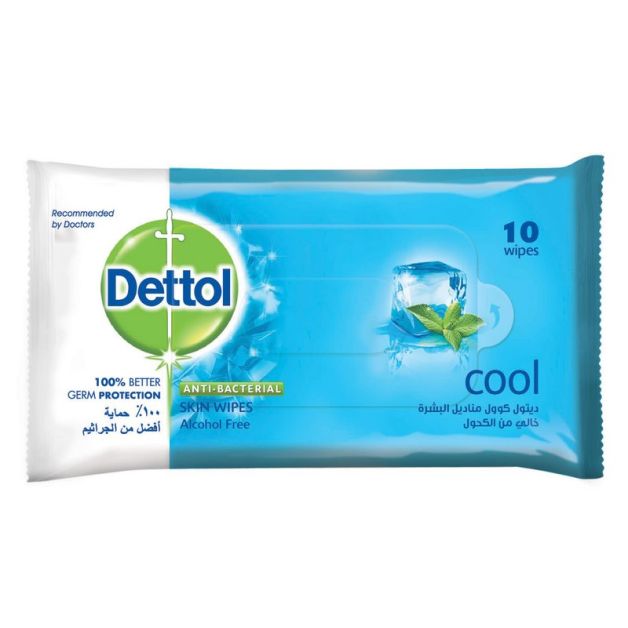 Recommended
by Doctors
Dettol
100% BETTER
GERM PROTECTION
٪١٠٠ حماية
أفضل من الجراثيم
ANTI-BACTERIAL
SKIN WIPES
Alcohol Free
10
wipes
cool
ديتول كوول مناديل البشرة
خالي من الكحول